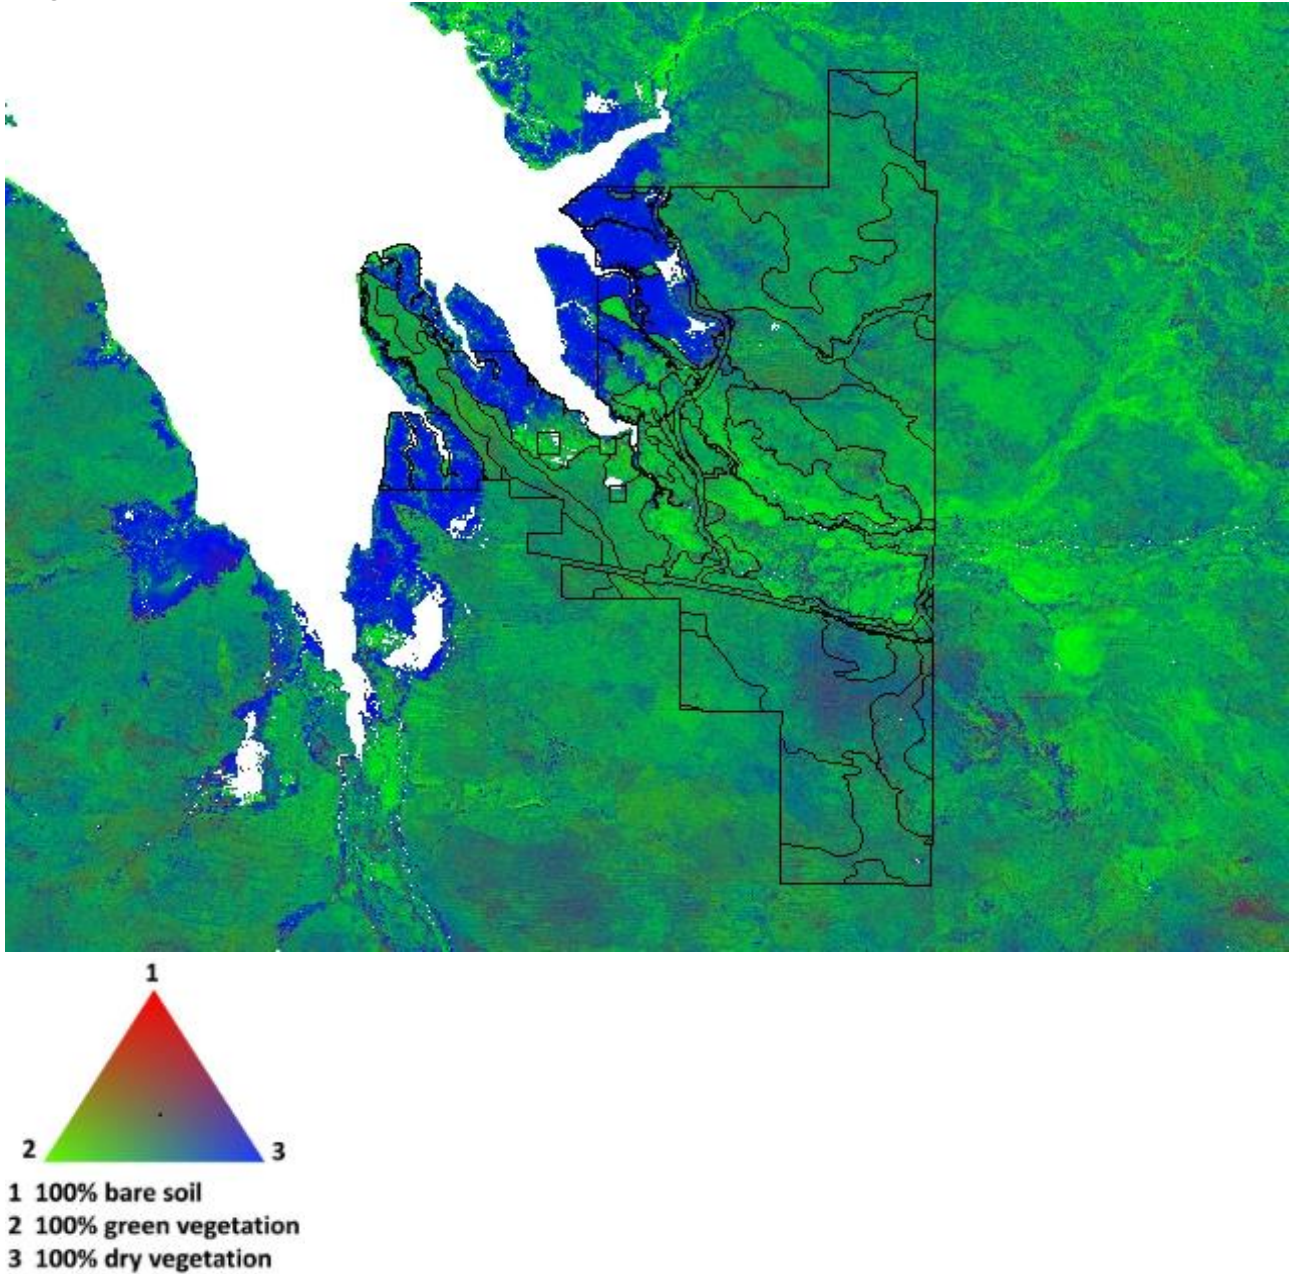 1
2
3
1 100% bare soil
2 100% green vegetation
3 100% dry vegetation